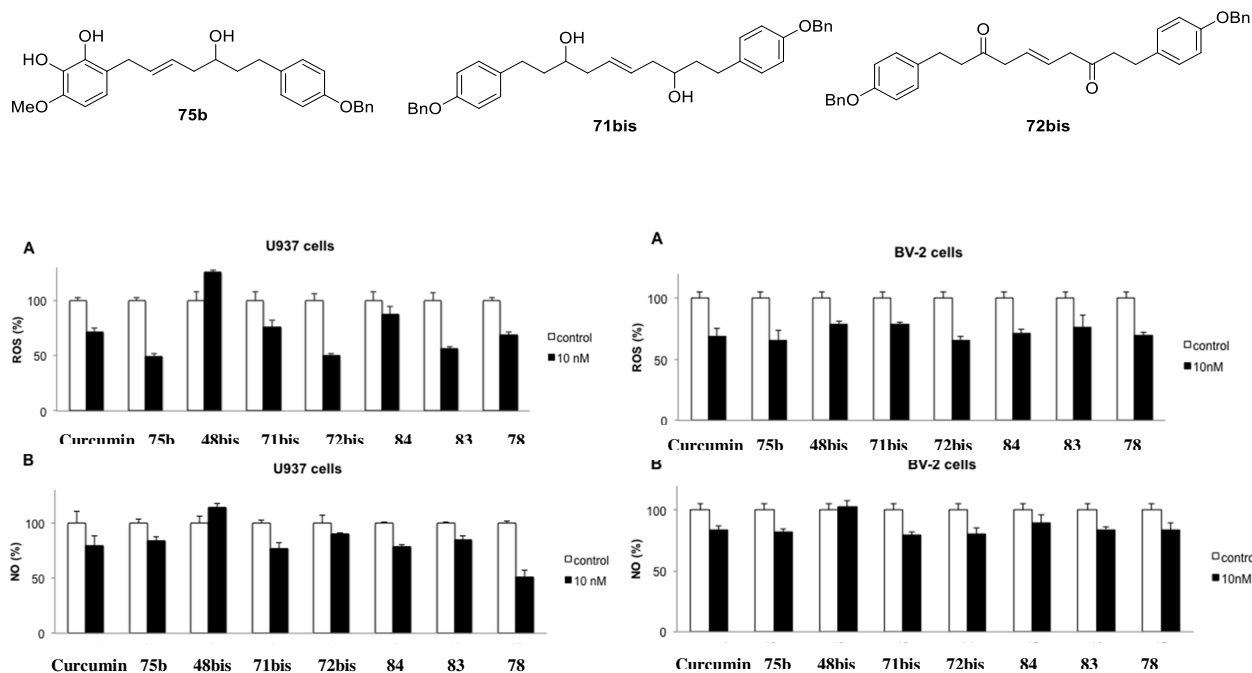 OH
OH
HO
MeO
OBn
75b
OH
OBn
BnO
OH
71bis
O
OBn
BnO
O
72bis
A
U937 cells
ROS (%)
100
50
0
control
10 nM
Curcumin 75b 48bis 71bis 72bis 84 83 78
A
BV-2 cells
ROS (%)
100
50
0
control
10nM
Curcumin 75b 48bis 71bis 72bis 84 83 78
B
U937 cells
NO (%)
100
50
0
control
10 nM
Curcumin 75b 48bis 71bis 72bis 84 83 78
B
BV-2 cells
NO (%)
100
50
0
contro
10nM
Curcumin 75b 48bis 71bis 72bis 84 83 78